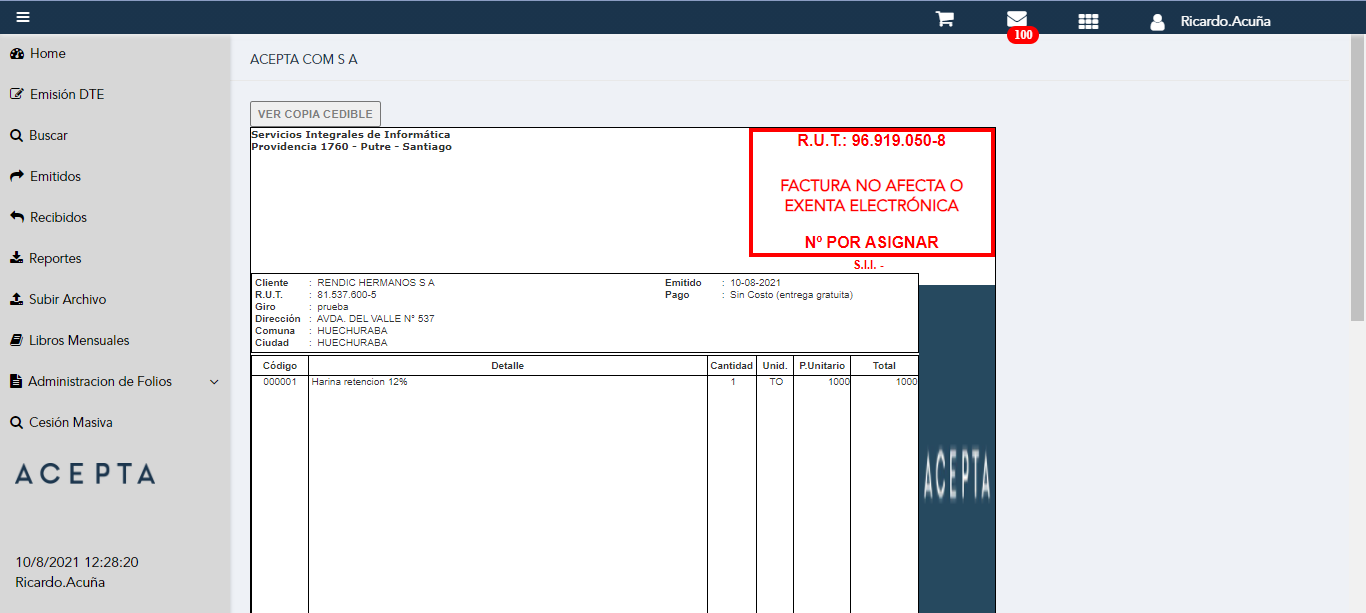 Ricardo.Acuña
100
Home
Emisión DTE
Buscar
Emitidos
Recibidos
Reportes
Subir Archivo
Libros Mensuales
Administracion de Folios
Cesión Masiva
ACEPTA
10/8/2021 12:28:20
Ricardo.Acuña
ACEPTA COM S A
VER COPIA CEDIBLE
Servicios Integrales de Informática
Providencia 1760 - Putre - Santiago
R.U.T.: 96.919.050-8
FACTURA NO AFECTA O
EXENTA ELECTRÓNICA
Nº POR ASIGNAR
S.I.I. -
Cliente : RENDIC HERMANOS S A Emitido : 10-08-2021
R.U.T. : 81.537.600-5 Pago : Sin Costo (entrega gratuita)
Giro : prueba
Dirección : AVDA. DEL VALLE N° 537
Comuna : HUECHURABA
Ciudad : HUECHURABA
Código Detalle Cantidad Unid. P.Unitario Total
000001 Harina retencion 12% 1 TO 1000 1000
ACEPTA